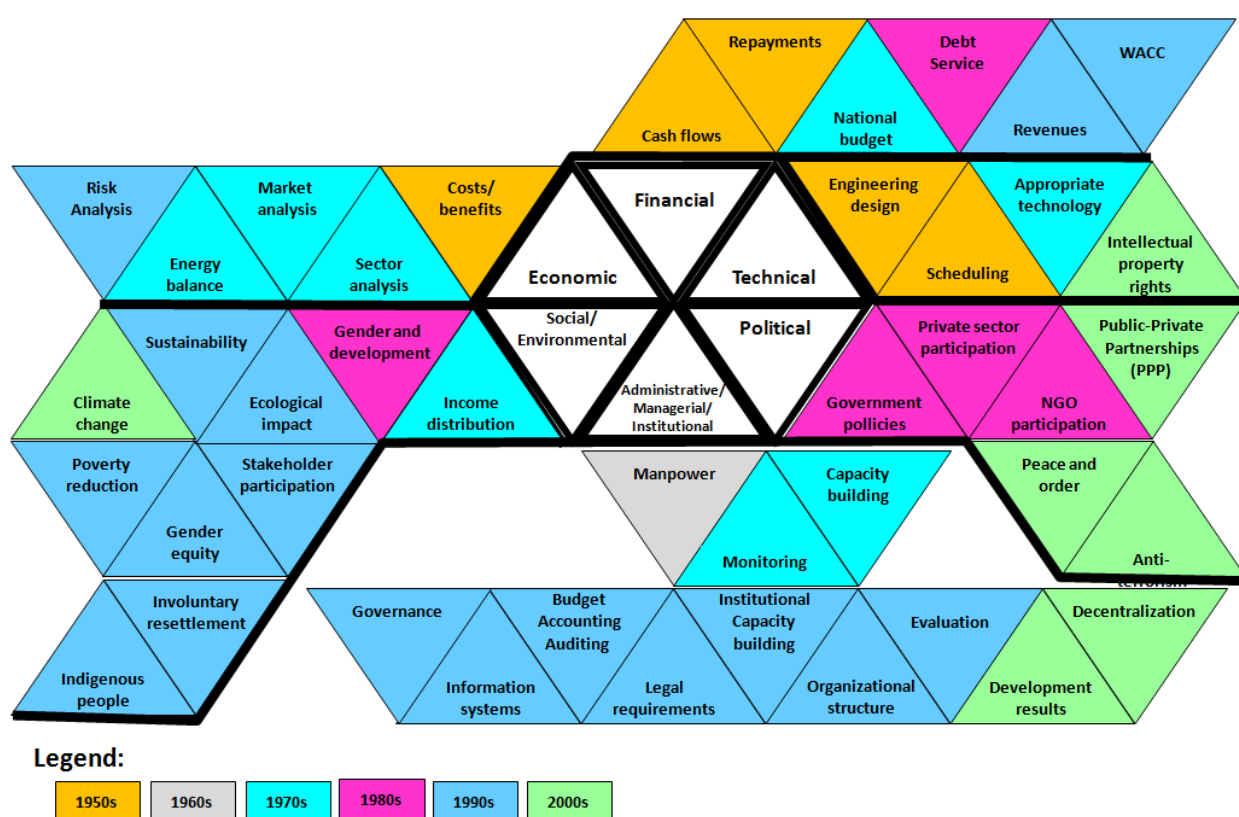 Repayments
Debt
Service
WACC
Cash flows
National
budget
Revenues
Risk
Analysis
Market
analysis
Costs/
benefits
Financial
Engineering
design
Appropriate
technology
Energy
balance
Sector
analysis
Economic
Technical
Scheduling
Intellectual
property
rights
Sustainability
Gender and
development
Social/
Environmental
Political
Private sector
participation
Public-Private
Partnerships
(PPP)
Climate
change
Ecological
impact
Income
distribution
Administrative/
Managerial/
Institutional
Government
pollicies
NGO
participation
Poverty
reduction
Stakeholder
participation
Manpower
Capacity
building
Peace and
order
Gender
equity
Monitoring
Anti-
terrorism
Involuntary
resettlement
Governance
Budget
Accounting
Auditing
Institutional
Capacity
building
Evaluation
Decentralization
Indigenous
people
Information
systems
Legal
requirements
Organizational
structure
Development
results
Legend:
1950s
1960s
1970s
1980s
1990s
2000s